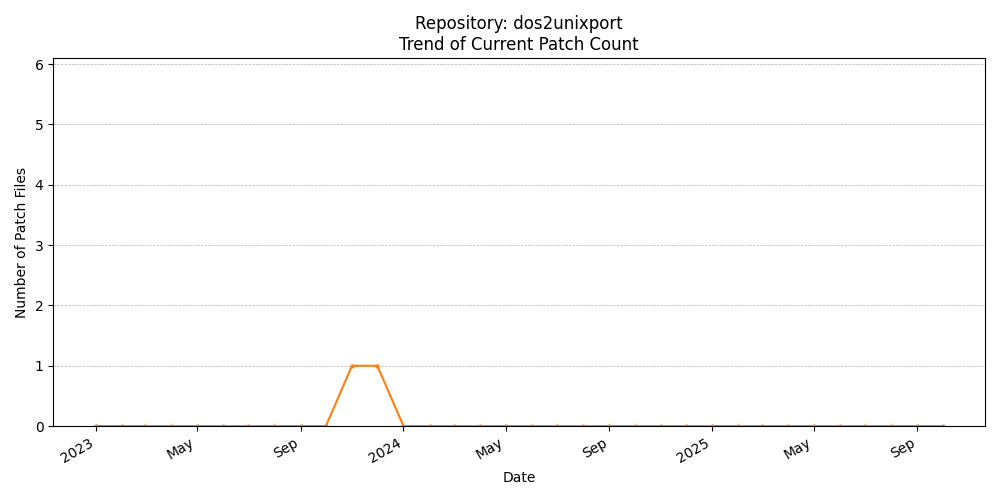 Repository: dos2unixport
Trend of Current Patch Count
Number of Patch Files
6
5
4
3
2
1
0
2023 May Sep 2024 May Sep 2025 May Sep
Date